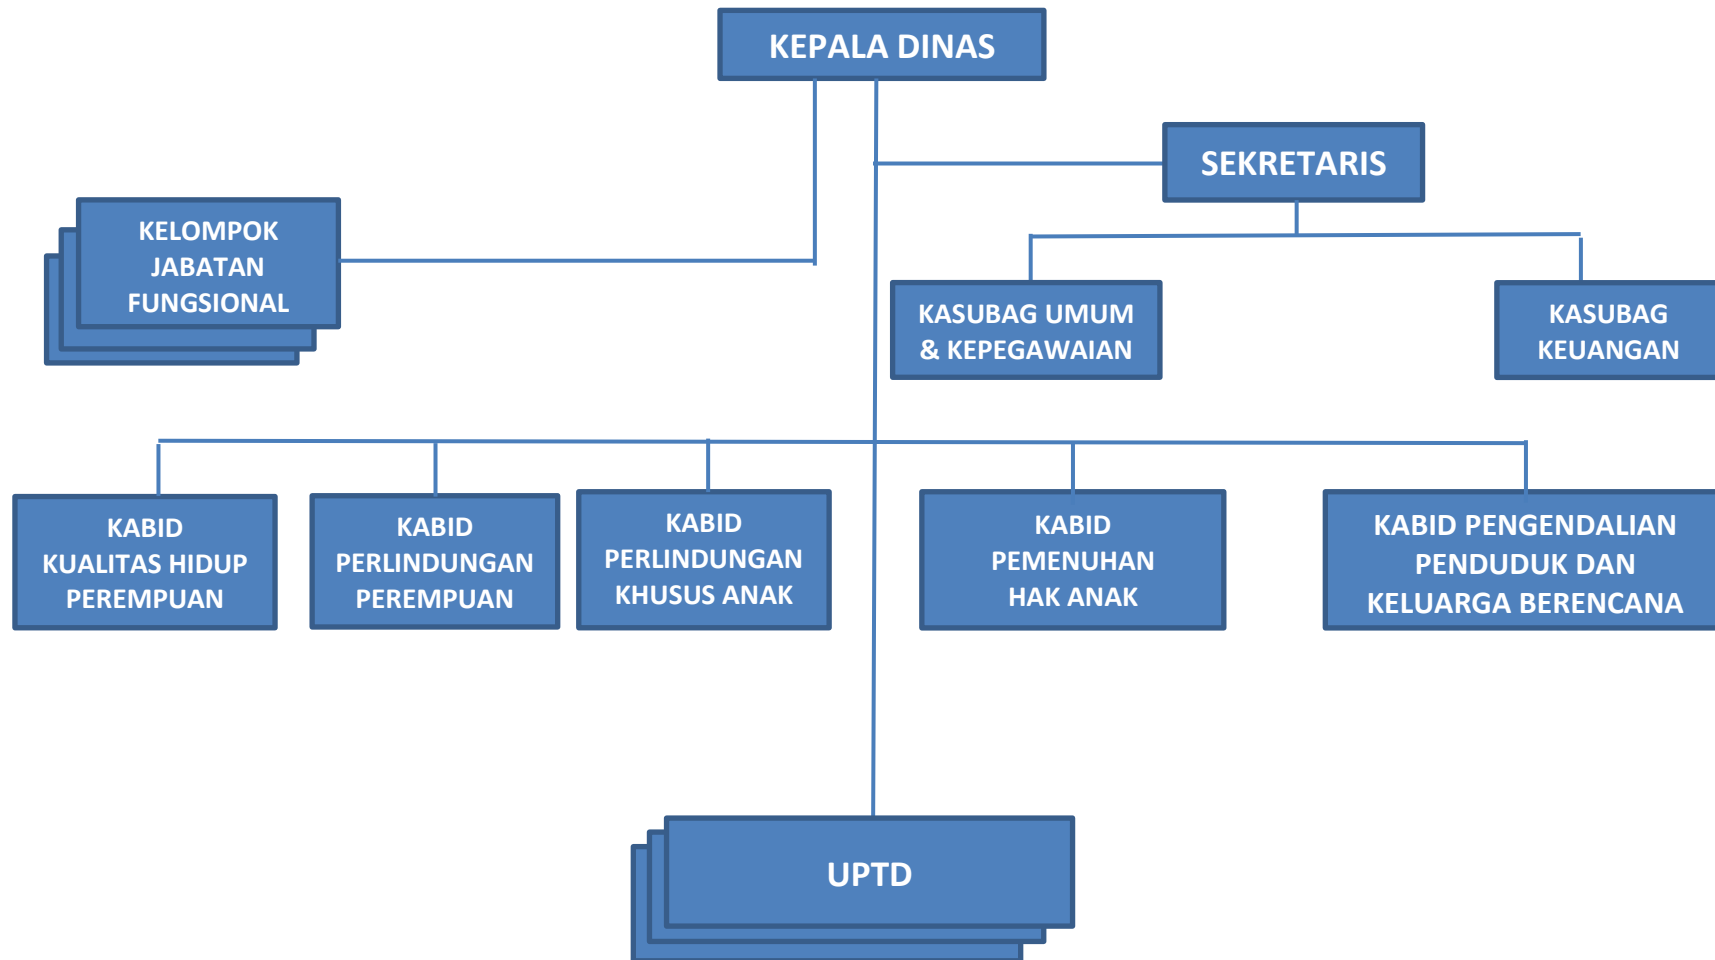 KEPALA DINAS
SEKRETARIS
KELOMPOK
JABATAN
FUNGSIONAL
KASUBAG UMUM
& KEPEGAWAIAN
KASUBAG
KEUANGAN
KABID
KUALITAS HIDUP
PEREMPUAN
KABID
PERLINDUNGAN
PEREMPUAN
KABID
PERLINDUNGAN
KHUSUS ANAK
KABID
PEMENUHAN
HAK ANAK
KABID PENGENDALIAN
PENDUDUK DAN
KELUARGA BERENCANA
UPTD